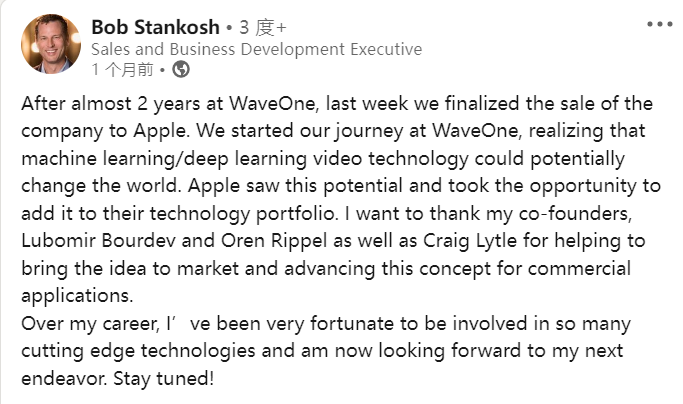 Bob Stankosh • 3 度+
Sales and Business Development Executive
1 个月前 •
After almost 2 years at WaveOne, last week we finalized the sale of the
company to Apple. We started our journey at WaveOne, realizing that
machine learning/deep learning video technology could potentially
change the world. Apple saw this potential and took the opportunity to
add it to their technology portfolio. I want to thank my co-founders,
Lubomir Bourdev and Oren Rippel as well as Craig Lytle for helping to
bring the idea to market and advancing this concept for commercial
applications.
Over my career, I’ve been very fortunate to be involved in so many
cutting edge technologies and am now looking forward to my next
endeavor. Stay tuned!